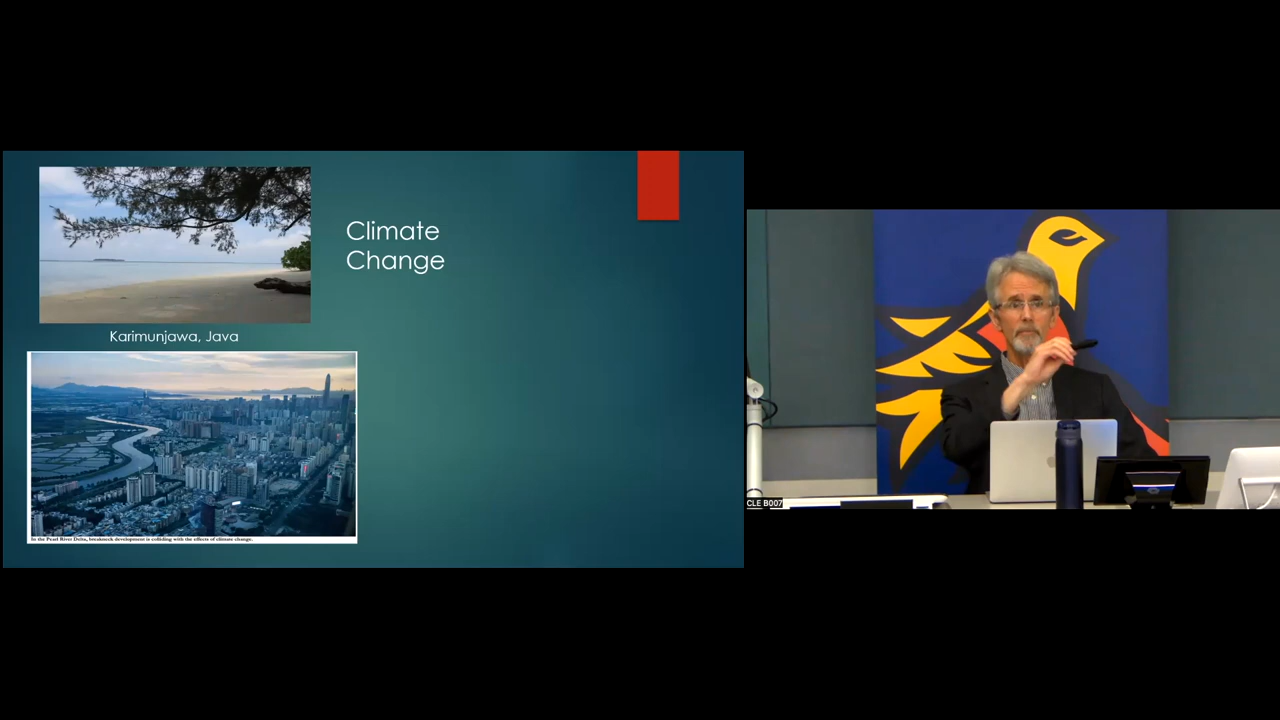 Climate
Change
Karimunjawa, Java
In the Pearl River Delta, breakneck development is colliding with the effects of climate change.
CLE B007